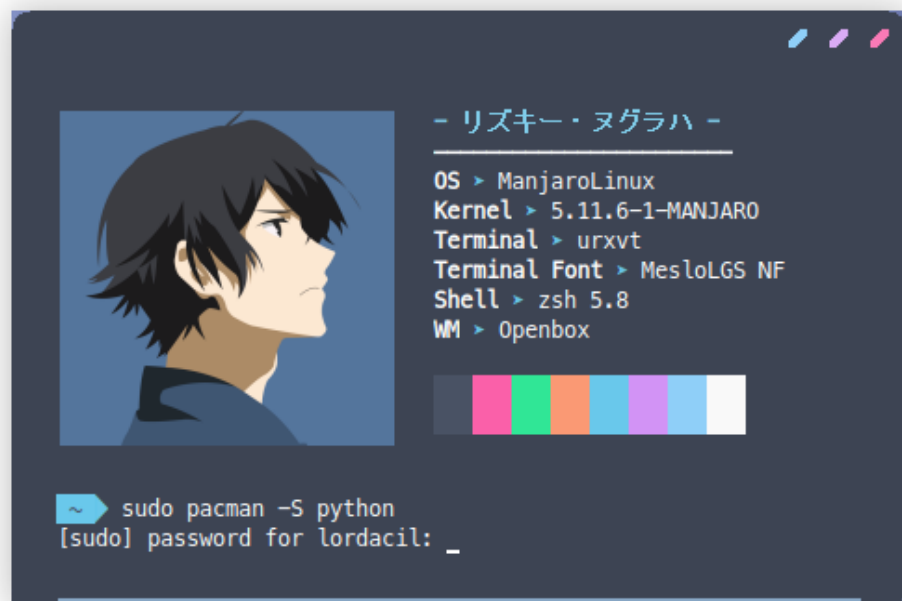 - リズキー・ヌグラハ -
OS ➤ ManjaroLinux
Kernel ➤ 5.11.6-1-MANJARO
Terminal ➤ urxvt
Terminal Font ➤ MesloLGS NF
Shell ➤ zsh 5.8
WM ➤ Openbox
~ sudo pacman -S python
[sudo] password for lordacil: _